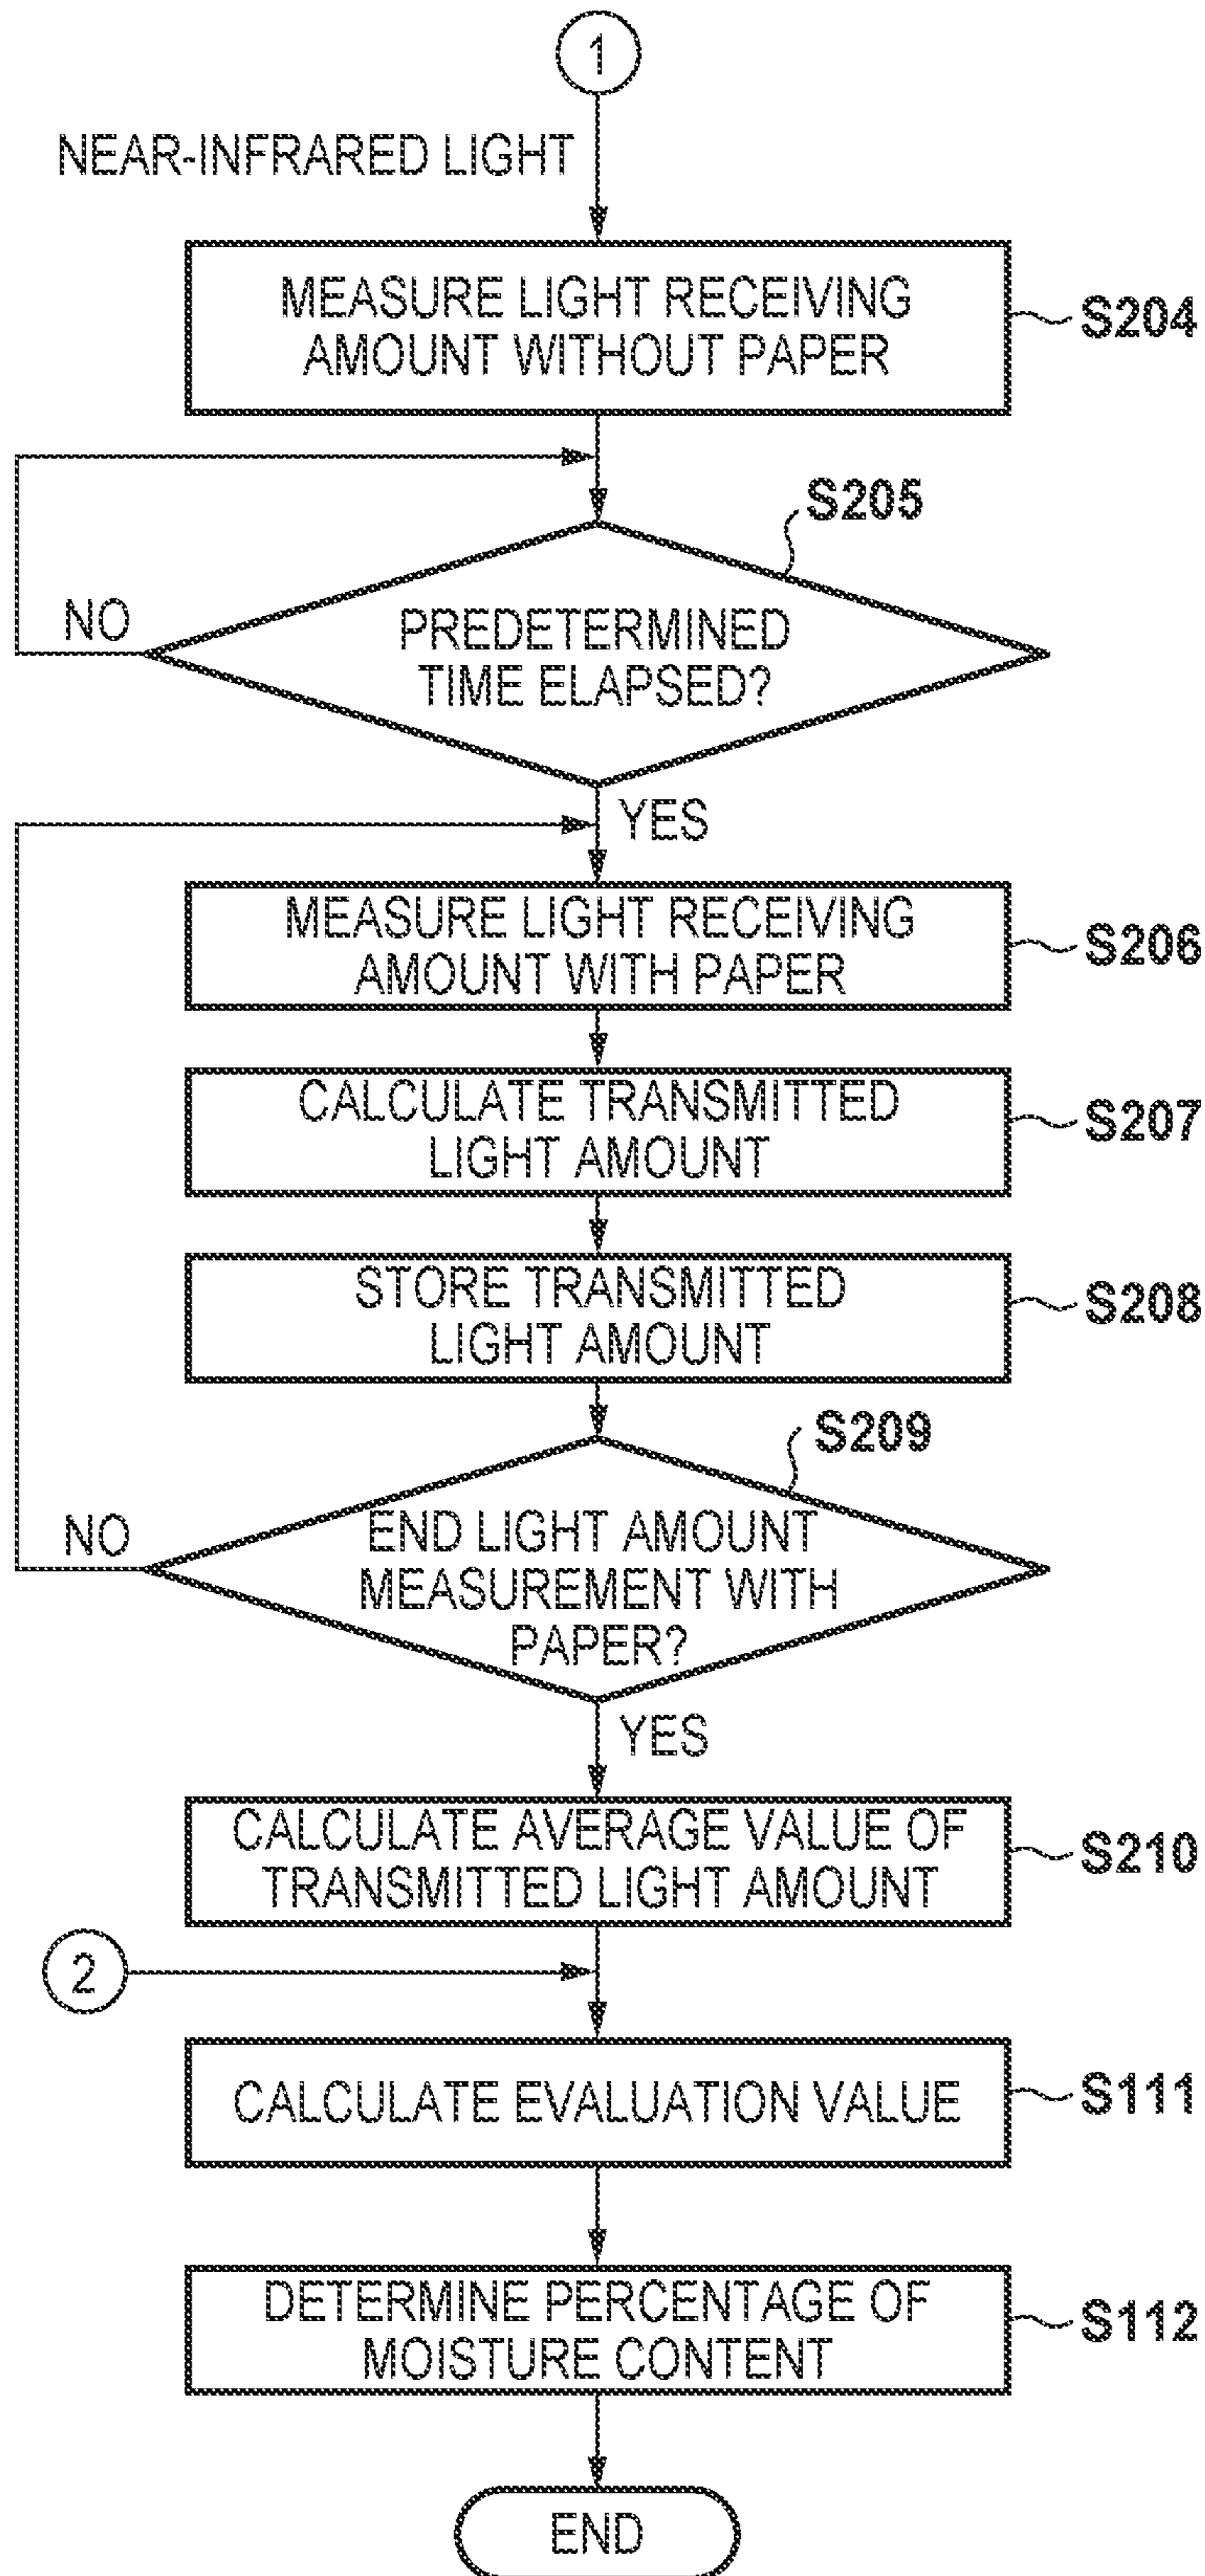 1
NEAR-INFRARED LIGHT
MEASURE LIGHT RECEIVING
AMOUNT WITHOUT PAPER
S204
S205
NO
PREDETERMINED
TIME ELAPSED?
YES
MEASURE LIGHT RECEIVING
AMOUNT WITH PAPER
S206
CALCULATE TRANSMITTED
LIGHT AMOUNT
S207
STORE TRANSMITTED
LIGHT AMOUNT
S208
S209
NO
END LIGHT AMOUNT
MEASUREMENT WITH
PAPER?
YES
CALCULATE AVERAGE VALUE OF
TRANSMITTED LIGHT AMOUNT
S210
2
CALCULATE EVALUATION VALUE
S111
DETERMINE PERCENTAGE OF
MOISTURE CONTENT
S112
END